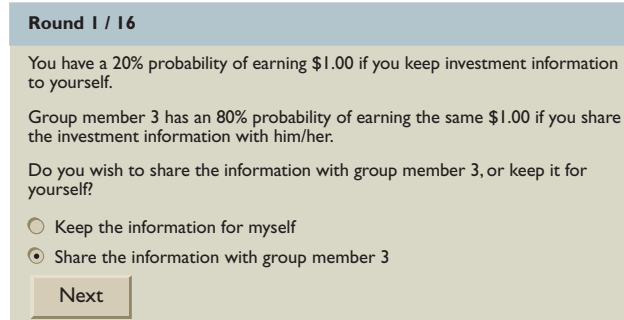 Round 1 / 16
You have a 20% probability of earning $1.00 if you keep investment information
to yourself.
Group member 3 has an 80% probability of earning the same $1.00 if you share
the investment information with him/her.
Do you wish to share the information with group member 3, or keep it for
yourself?
Keep the information for myself
Share the information with group member 3
Next